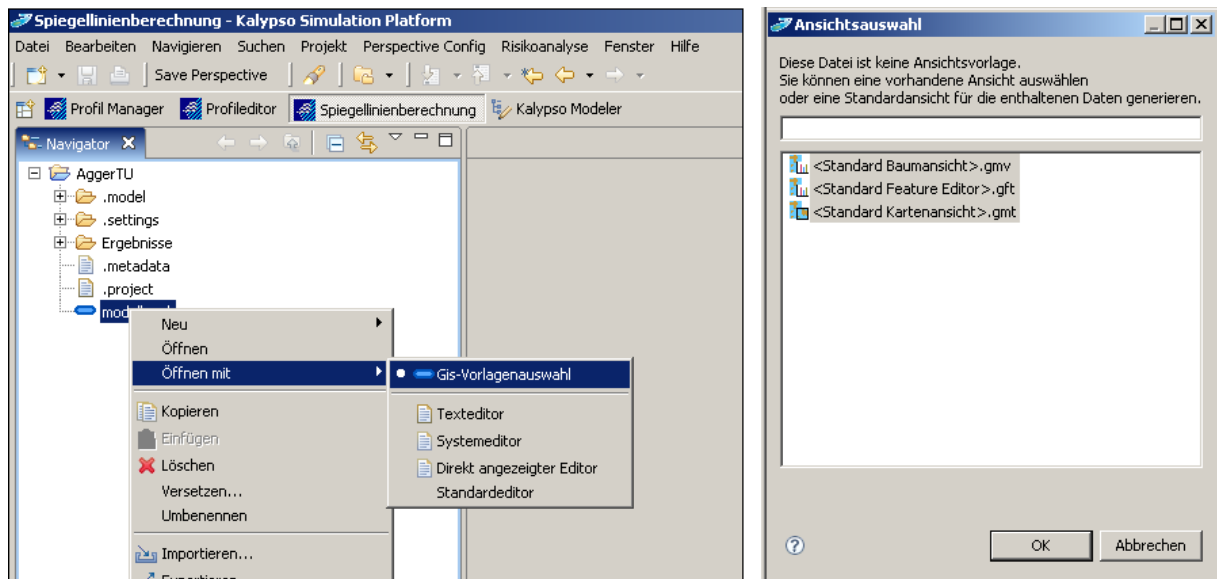 Spiegellinienberechnung - Kalypso Simulation Platform
Datei Bearbeiten Navigieren Suchen Projekt Perspective Config Risikoanalyse Fenster Hilfe
Save Perspective
Profil Manager Profileditor Spiegellinienberechnung Kalypso Modeler
Navigator
AggerTU
.model
.settings
Ergebnisse
.metadata
.project
Neu
Öffnen
Öffnen mit
Kopieren
Einfügen
Löschen
Versetzen...
Umbenennen
Importieren...
Gis-Vorlagenauswahl
Texteditor
Systemeditor
Direkt angezeigter Editor
Standardeditor
Ansichtsauswahl
Diese Datei ist keine Ansichtsvorlage.
Sie können eine vorhandene Ansicht auswählen
oder eine Standardansicht für die enthaltenen Daten generieren.
<Standard Baumansicht>.gmv
<Standard Feature Editor>.gft
<Standard Kartenansicht>.gmt
OK Abbrechen